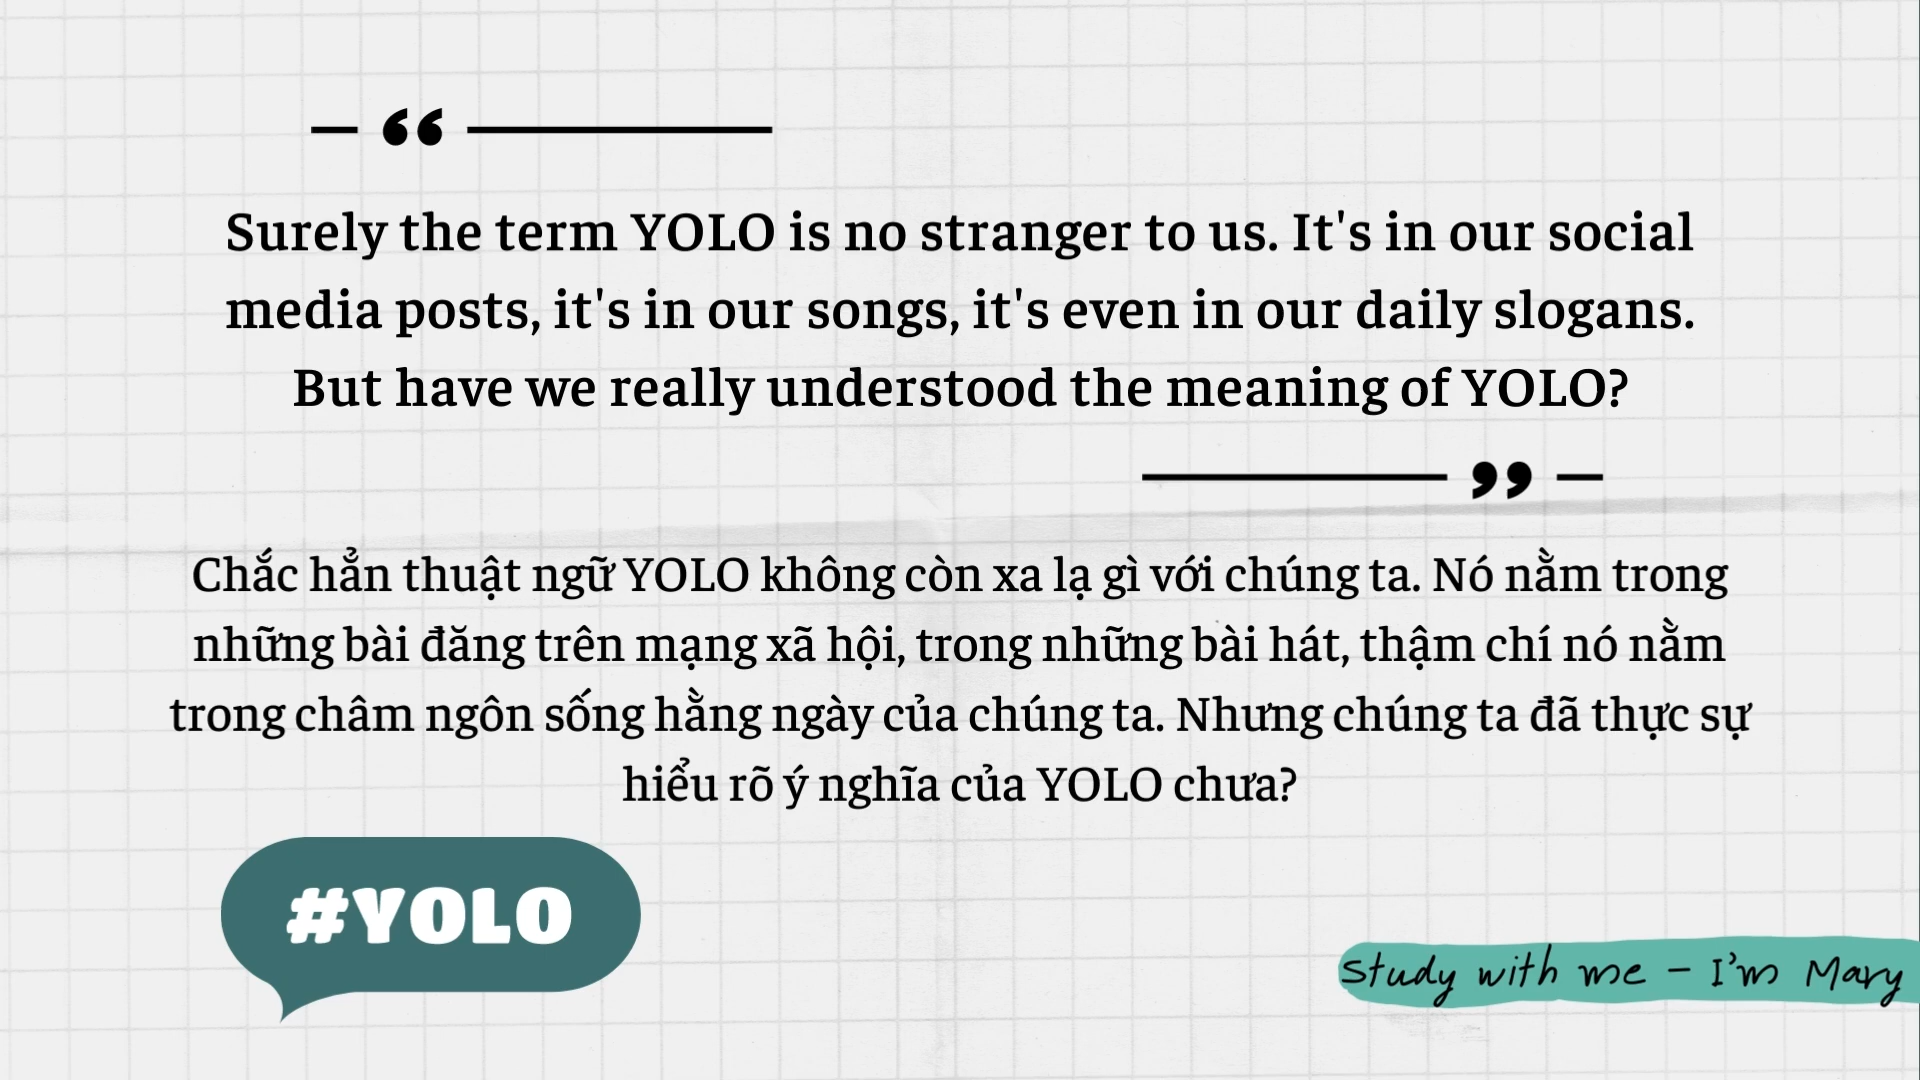 “
Surely the term YOLO is no stranger to us. It's in our social
media posts, it's in our songs, it's even in our daily slogans.
But have we really understood the meaning of YOLO?
”
Chắc hẳn thuật ngữ YOLO không còn xa lạ gì với chúng ta. Nó nằm trong
những bài đăng trên mạng xã hội, trong những bài hát, thậm chí nó nằm
trong châm ngôn sống hằng ngày của chúng ta. Nhưng chúng ta đã thực sự
hiểu rõ ý nghĩa của YOLO chưa?
#YOLO
Study with me - I'm Mary